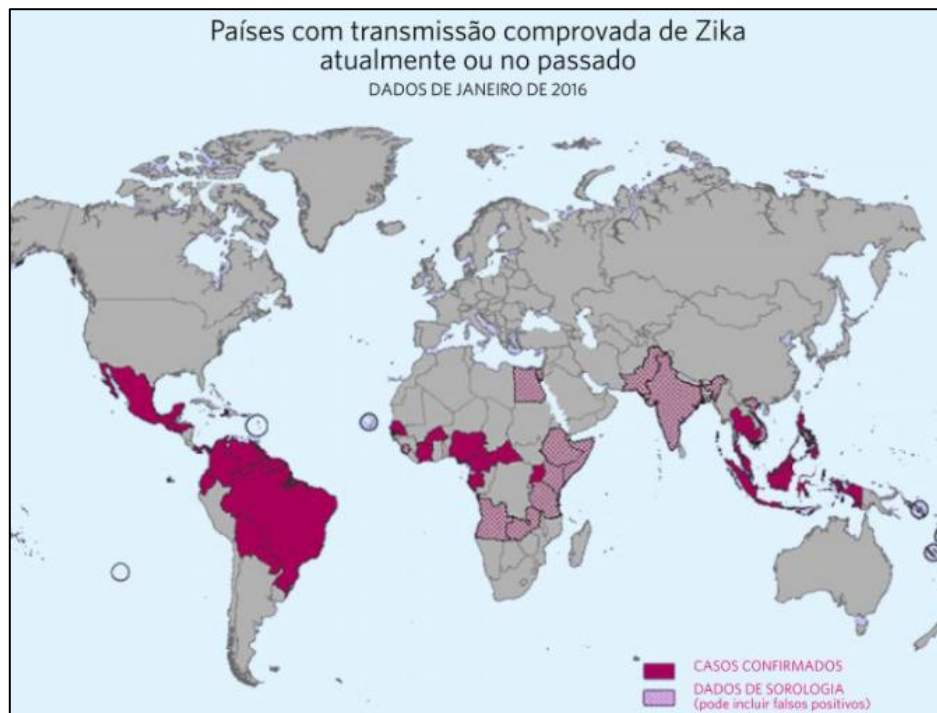 Países com transmissão comprovada de Zika
atualmente ou no passado
DADOS DE JANEIRO DE 2016
CASOS CONFIRMADOS
DADOS DE SOROLOGIA
(pode incluir falsos positivos)